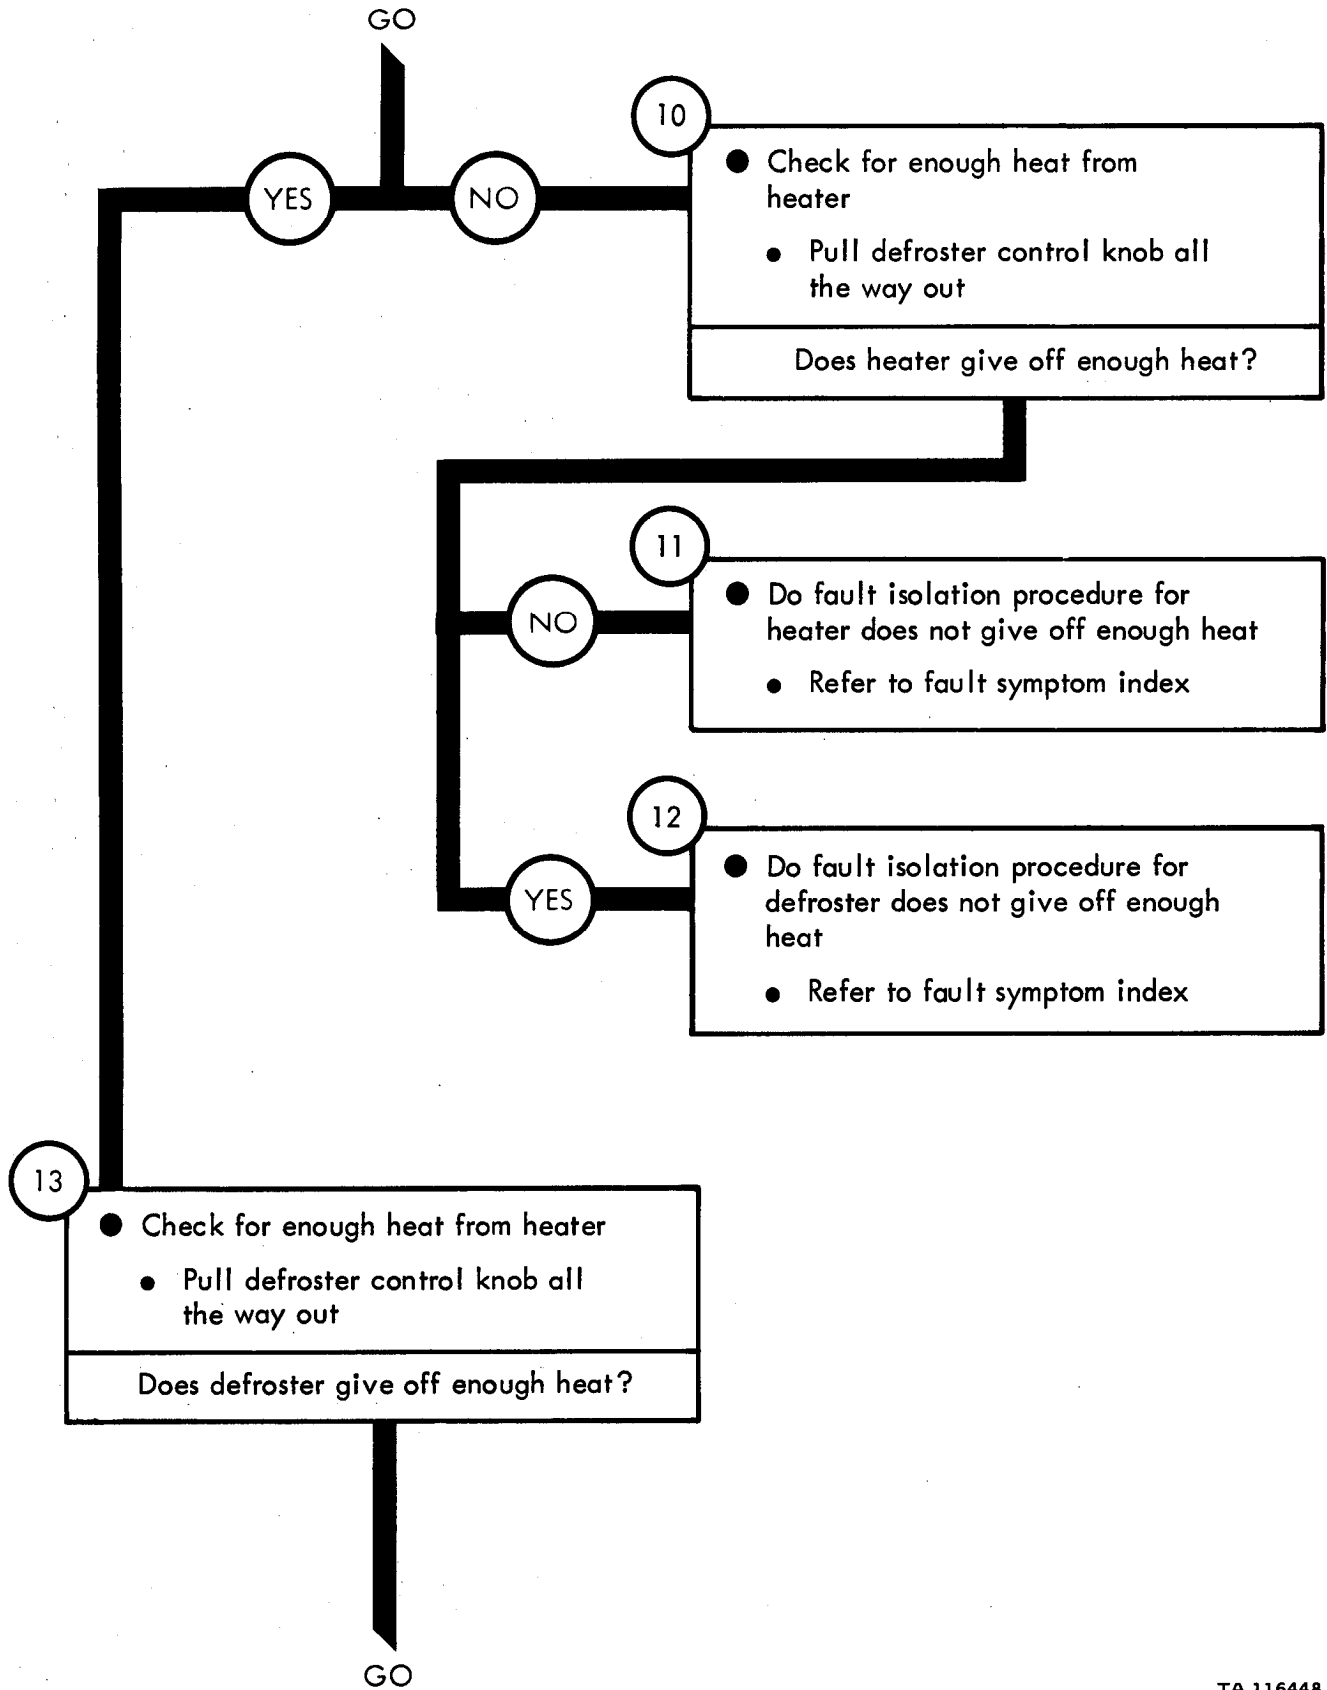 GO
YES
NO
10
● Check for enough heat from
heater
● Pull defroster control knob all
the way out
Does heater give off enough heat?
NO
11
● Do fault isolation procedure for
heater does not give off enough heat
● Refer to fault symptom index
YES
12
● Do fault isolation procedure for
defroster does not give off enough
heat
● Refer to fault symptom index
13
● Check for enough heat from heater
● Pull defroster control knob all
the way out
Does defroster give off enough heat?
GO
TA 116448